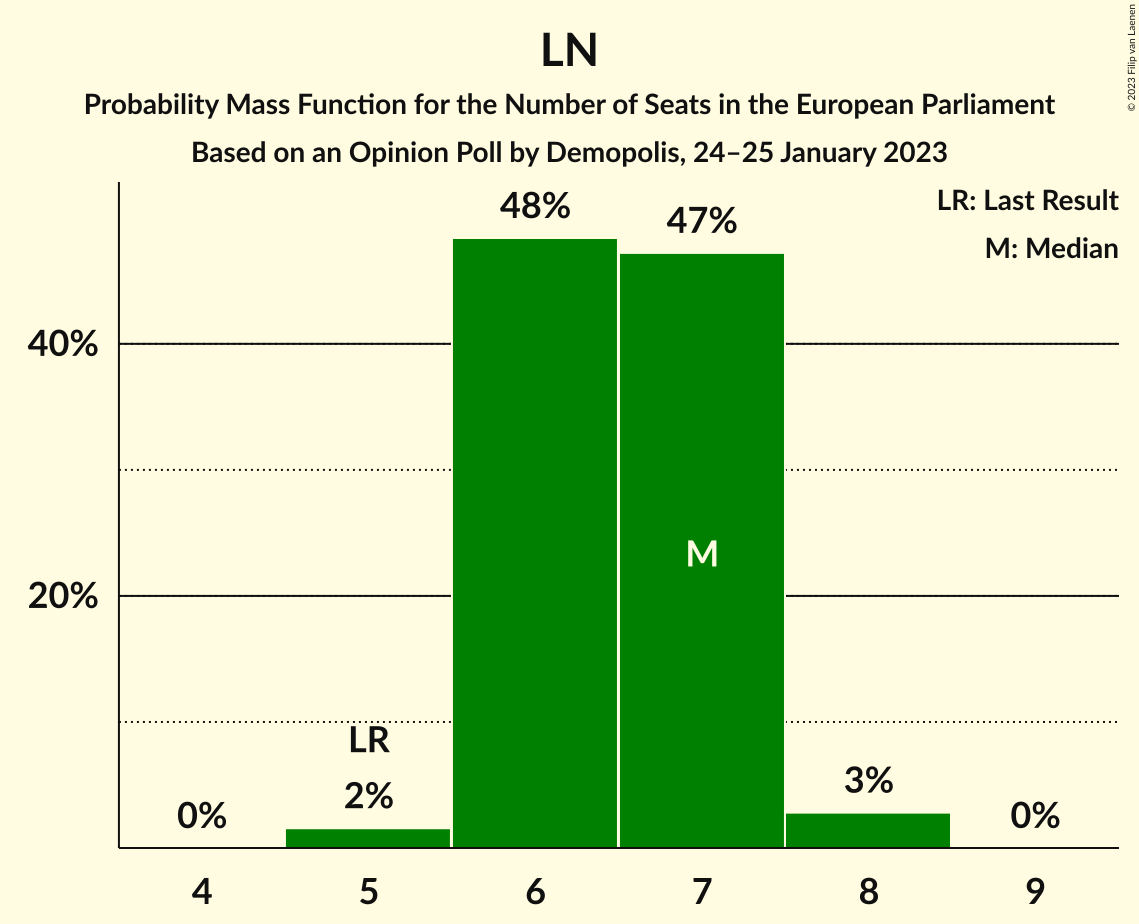 LN
Probability Mass Function for the Number of Seats in the European Parliament
Based on an Opinion Poll by Demopolis, 24–25 January 2023
© 2023 Filip van Laenen
LR: Last Result
M: Median
48%
47%
40%
M
20%
LR
2%
3%
0%
0%
4 5 6 7 8 9